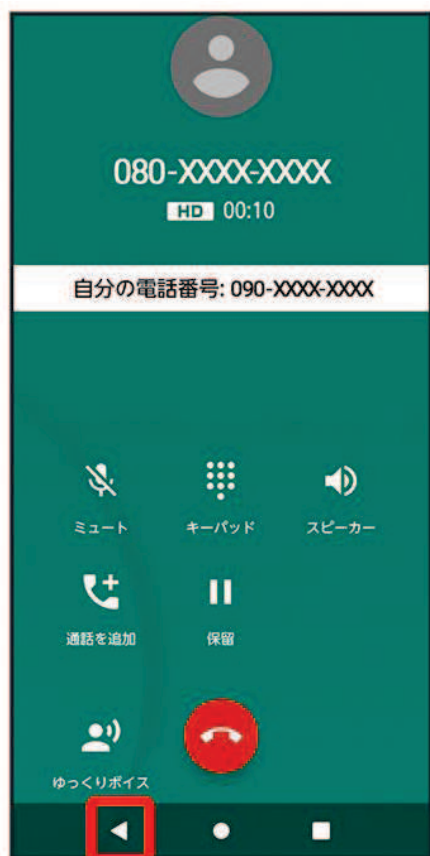 080-XXXX-XXXX
HD 00:10
自分の電話番号: 090-XXXX-XXXX
ミュート キーパッド スピーカー
通話を追加 保留
ゆっくりボイス